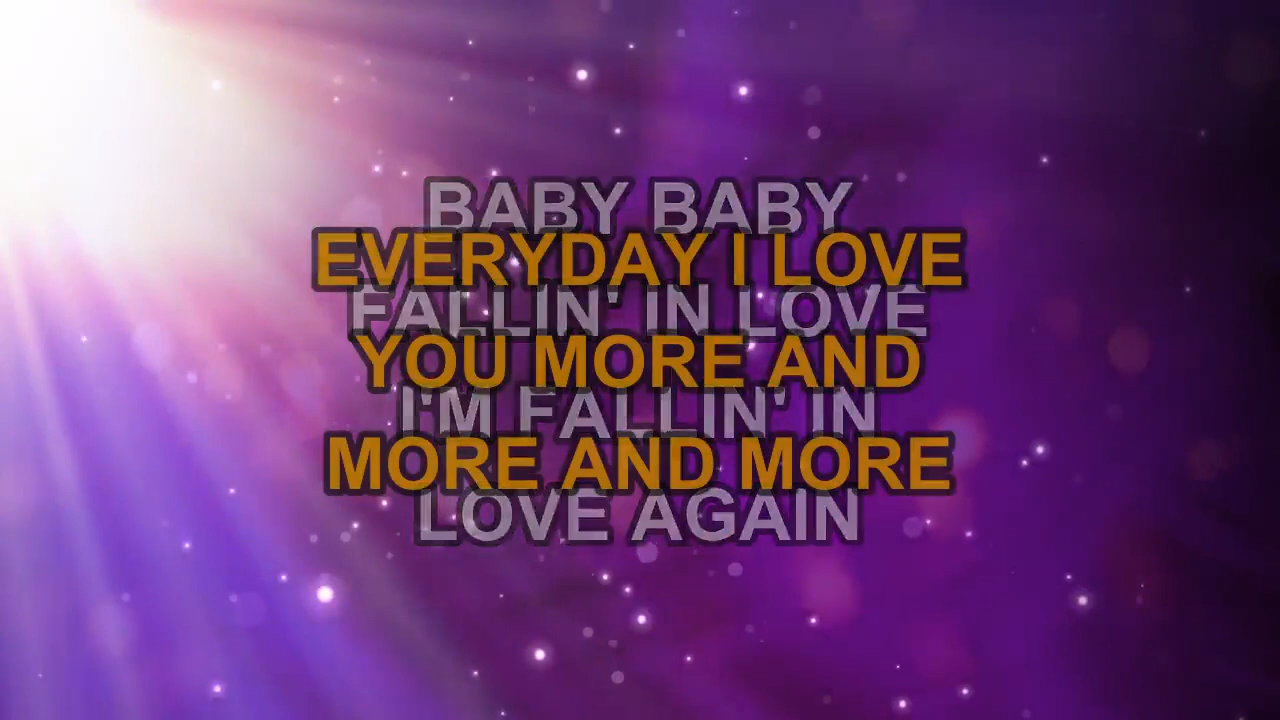 BABY BABY
EVERYDAY I LOVE
FALLIN' IN LOVE
YOU MORE AND
I'M FALLIN' IN
MORE AND MORE
LOVE AGAIN